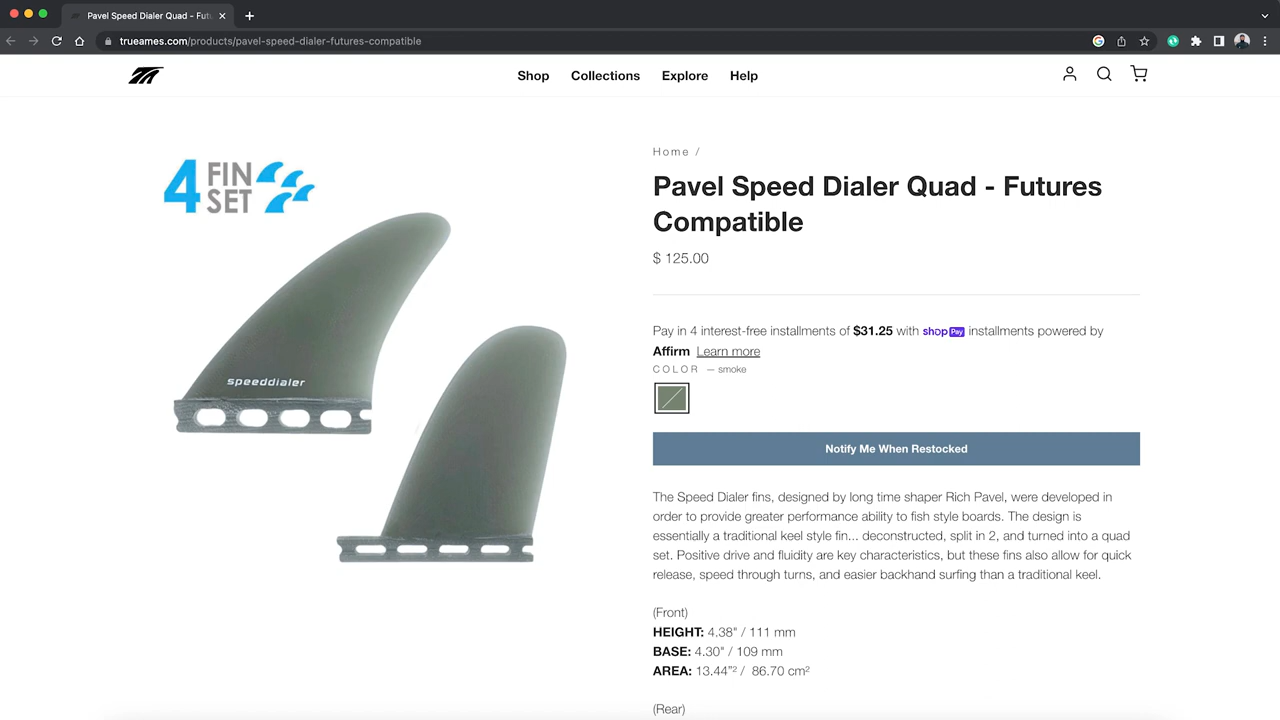 Pavel Speed Dialer Quad - Futu
trueames.com/products/pavel-speed-dialer-futures-compatible
Shop Collections Explore Help
4 FIN SET
speeddialer
Home /
Pavel Speed Dialer Quad - Futures
Compatible
$ 125.00
Pay in 4 interest-free installments of $31.25 with shop Pay installments powered by
Affirm Learn more
COLOR — smoke
Notify Me When Restocked
The Speed Dialer fins, designed by long time shaper Rich Pavel, were developed in
order to provide greater performance ability to fish style boards. The design is
essentially a traditional keel style fin... deconstructed, split in 2, and turned into a quad
set. Positive drive and fluidity are key characteristics, but these fins also allow for quick
release, speed through turns, and easier backhand surfing than a traditional keel.
(Front)
HEIGHT: 4.38" / 111 mm
BASE: 4.30" / 109 mm
AREA: 13.44”² / 86.70 cm²
(Rear)